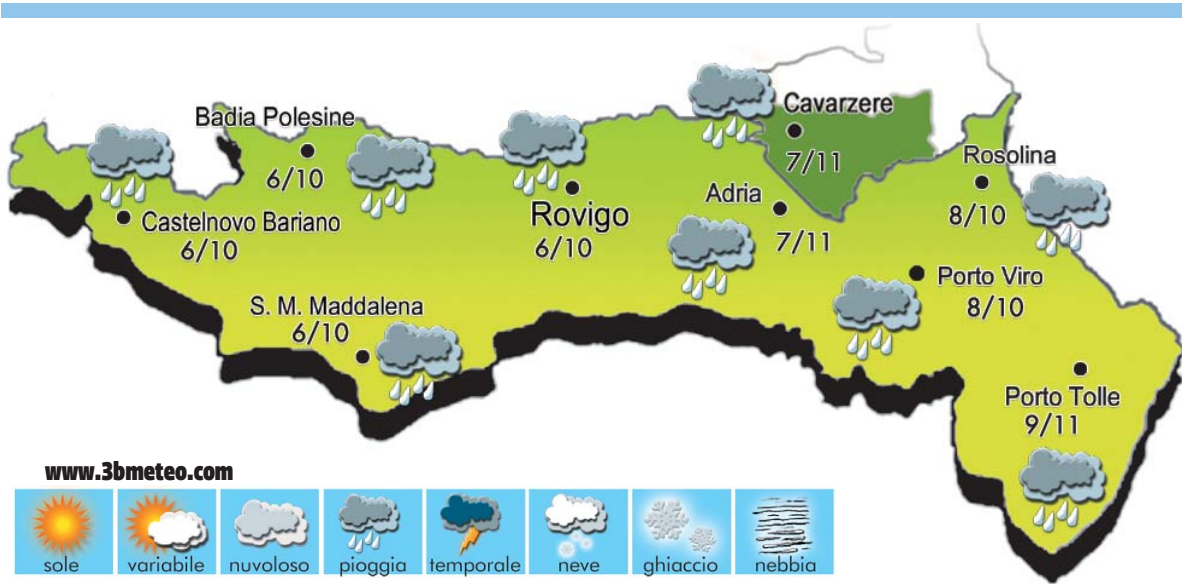 Badia Polesine
6/10
Castelnovo Bariano
6/10
S. M. Maddalena
6/10
Rovigo
6/10
Cavarzere
7/11
Adria
7/11
Rosolina
8/10
Porto Viro
8/10
Porto Tolle
9/11
www.3bmeteo.com
sole
variabile
nuvoloso
pioggia
temporale
neve
ghiaccio
nebbia